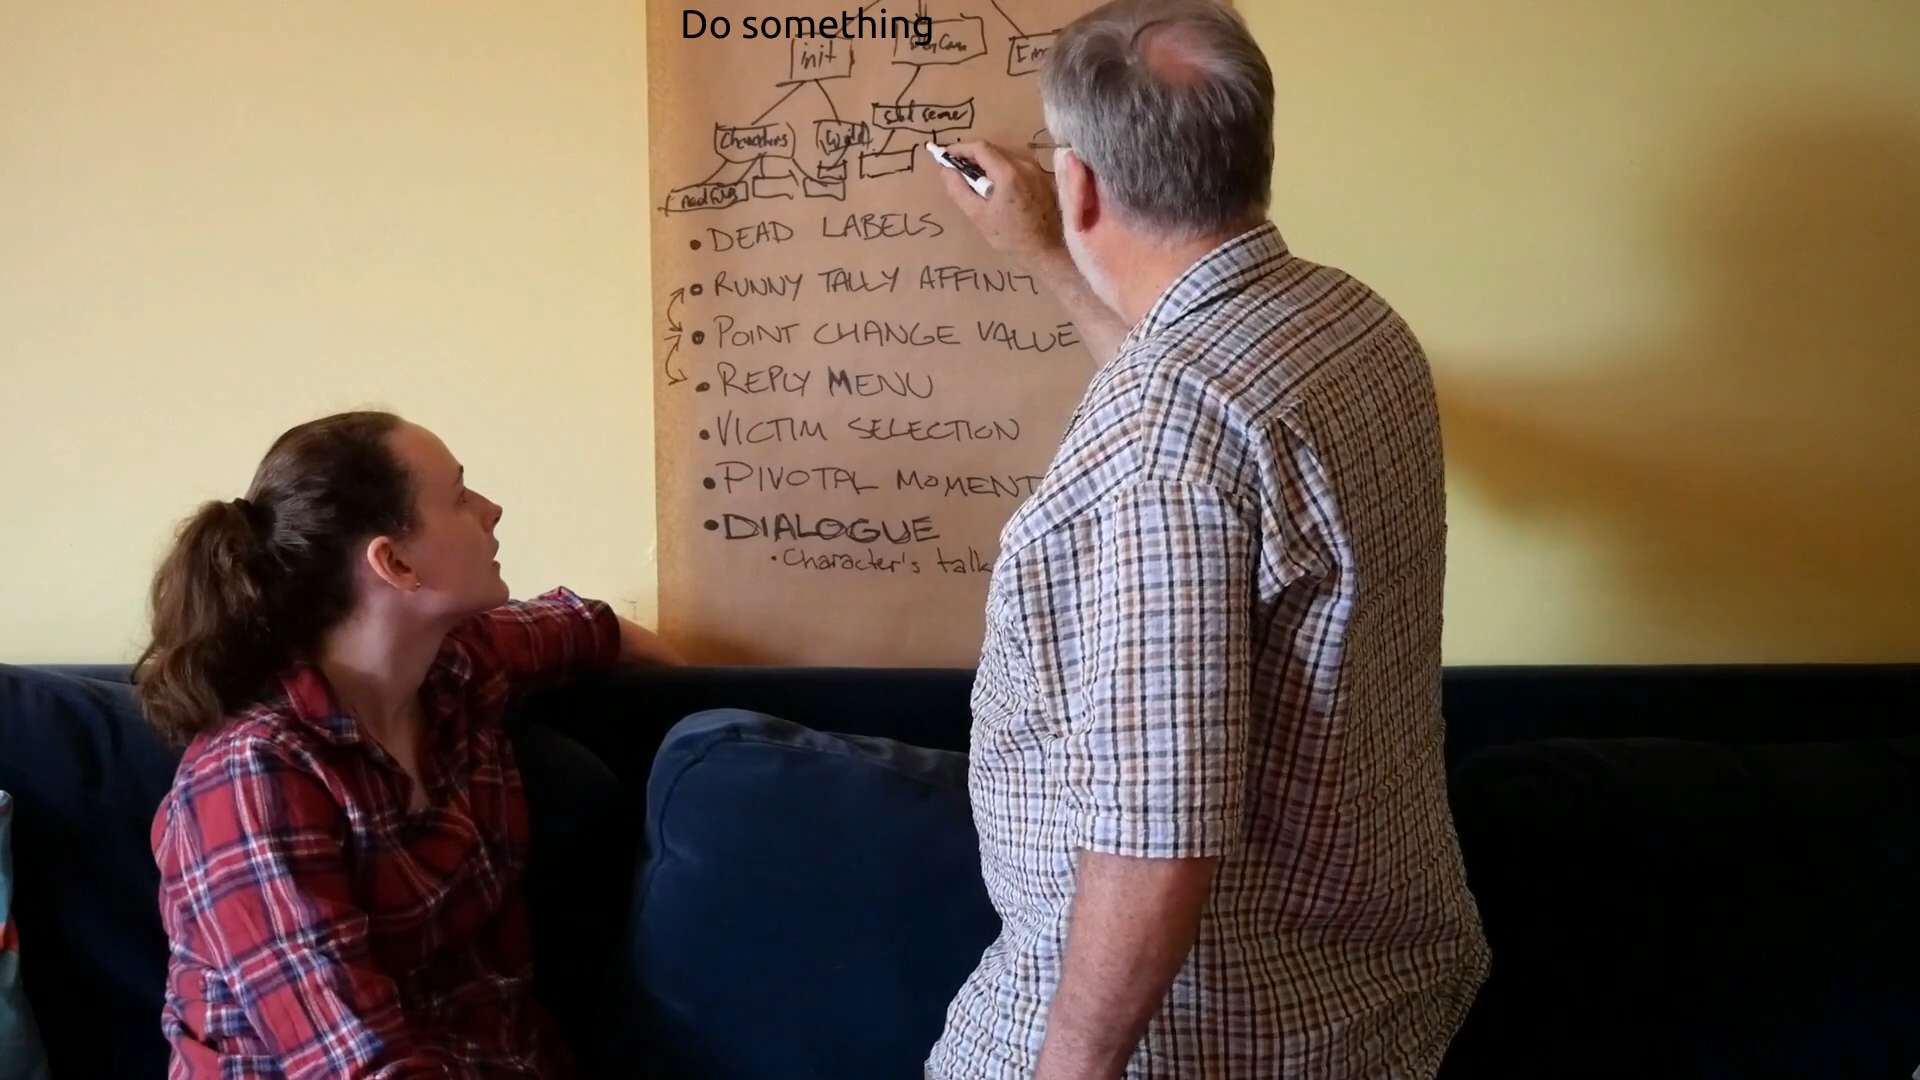 Do something
init
Characters
Build
DEAD LABELS
RUNNY TALLY AFFINIT
POINT CHANGE VALUE
REPLY MENU
VICTIM SELECTION
PIVOTAL MOMENT
DIALOGUE
Character's talk